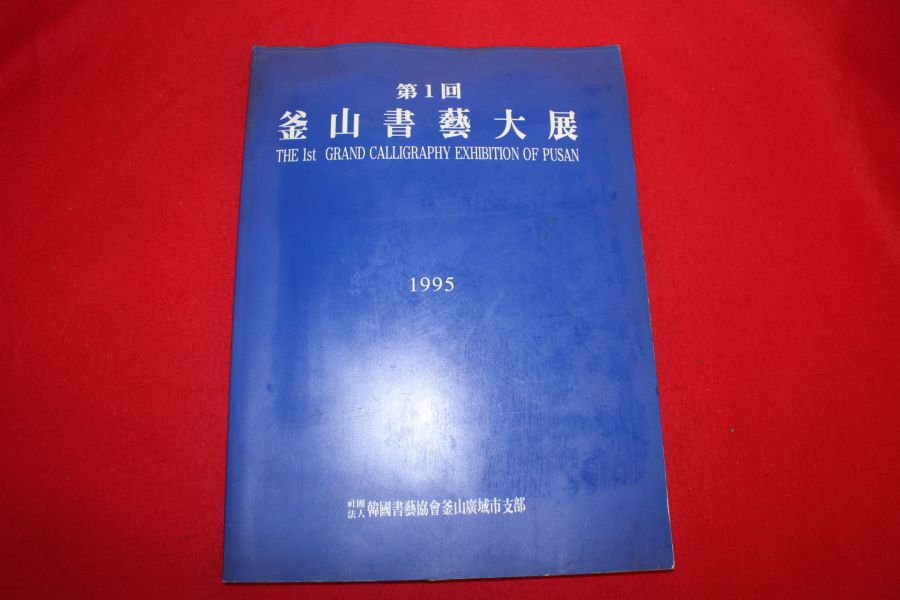 第1回
釜山書藝大展
THE 1st GRAND CALLIGRAPHY EXHIBITION OF PUSAN
1995
社團法人 韓國書藝協會釜山廣域市支部